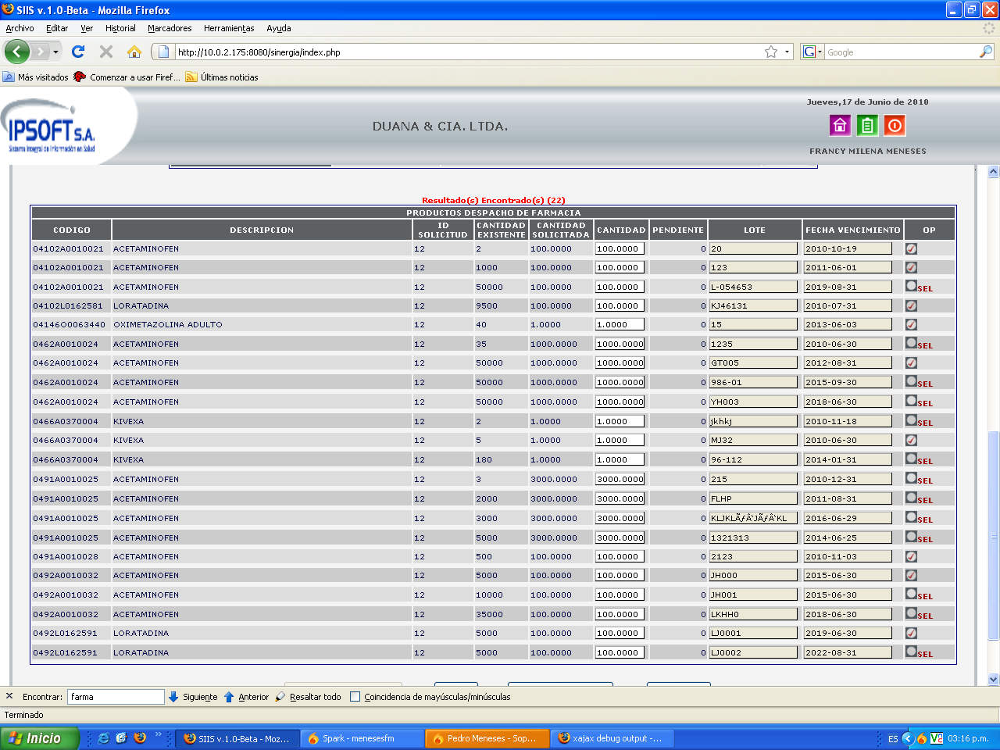 SIIS v.1.0-Beta - Mozilla Firefox
Archivo Editar Ver Historial Marcadores Herramientas Ayuda
http://10.0.2.175:8080/sinergia/index.php
Google
Más visitados Comenzar a usar Firef... Últimas noticias
Jueves,17 de Junio de 2010
IPSOFT S.A.
Sistema Integral de Información en Salud
DUANA & CIA. LTDA.
FRANCY MILENA MENESES
Resultado(s) Encontrado(s) (22)
PRODUCTOS DESPACHO DE FARMACIA
CODIGO DESCRIPCION ID SOLICITUD CANTIDAD EXISTENTE CANTIDAD SOLICITADA CANTIDAD PENDIENTE LOTE FECHA VENCIMIENTO OP
04102A0010021 ACETAMINOFEN 12 2 100.0000 100.0000 0 20 2010-10-19
04102A0010021 ACETAMINOFEN 12 1000 100.0000 100.0000 0 123 2011-06-01
04102A0010021 ACETAMINOFEN 12 50000 100.0000 100.0000 0 L-054653 2019-08-31 SEL
04102L0162581 LORATADINA 12 9500 100.0000 100.0000 0 KJ46131 2010-07-31
04146O0063440 OXIMETAZOLINA ADULTO 12 40 1.0000 1.0000 0 15 2013-06-03
0462A0010024 ACETAMINOFEN 12 35 1000.0000 1000.0000 0 1235 2010-06-30 SEL
0462A0010024 ACETAMINOFEN 12 50000 1000.0000 1000.0000 0 GT005 2012-08-31
0462A0010024 ACETAMINOFEN 12 50000 1000.0000 1000.0000 0 986-01 2015-09-30 SEL
0462A0010024 ACETAMINOFEN 12 50000 1000.0000 1000.0000 0 YH003 2018-06-30 SEL
0466A0370004 KIVEXA 12 2 1.0000 1.0000 0 jkhkj 2010-11-18 SEL
0466A0370004 KIVEXA 12 5 1.0000 1.0000 0 MJ32 2010-06-30
0466A0370004 KIVEXA 12 180 1.0000 1.0000 0 96-112 2014-01-31 SEL
0491A0010025 ACETAMINOFEN 12 3 3000.0000 3000.0000 0 215 2010-12-31 SEL
0491A0010025 ACETAMINOFEN 12 2000 3000.0000 3000.0000 0 FLHP 2011-08-31 SEL
0491A0010025 ACETAMINOFEN 12 3000 3000.0000 3000.0000 0 KLJKLÃƒÂ‘JÃƒÂ‘KL 2016-06-29 SEL
0491A0010025 ACETAMINOFEN 12 5000 3000.0000 3000.0000 0 1321313 2014-06-25 SEL
0491A0010028 ACETAMINOFEN 12 500 100.0000 100.0000 0 2123 2010-11-03
0492A0010032 ACETAMINOFEN 12 5000 100.0000 100.0000 0 JH000 2015-06-30
0492A0010032 ACETAMINOFEN 12 10000 100.0000 100.0000 0 JH001 2015-06-30 SEL
0492A0010032 ACETAMINOFEN 12 35000 100.0000 100.0000 0 LKHH0 2018-06-30 SEL
0492L0162591 LORATADINA 12 5000 100.0000 100.0000 0 LJ0001 2019-06-30
0492L0162591 LORATADINA 12 5000 100.0000 100.0000 0 LJ0002 2022-08-31 SEL
Encontrar: farma Siguiente Anterior Resaltar todo Coincidencia de mayúsculas/minúsculas
Terminado
Inicio SIIS v.1.0-Beta - Moz... Spark - menesesfm Pedro Meneses - Sop... xajax debug output -... ES 03:16 p.m.